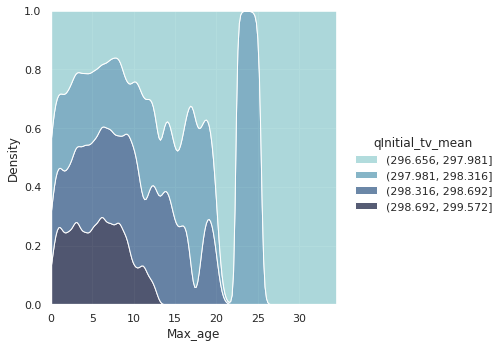 1.0
0.8
0.6
0.4
0.2
0.0
Density
0 5 10 15 20 25 30
Max_age
qInitial_tv_mean
(296.656, 297.981]
(297.981, 298.316]
(298.316, 298.692]
(298.692, 299.572]